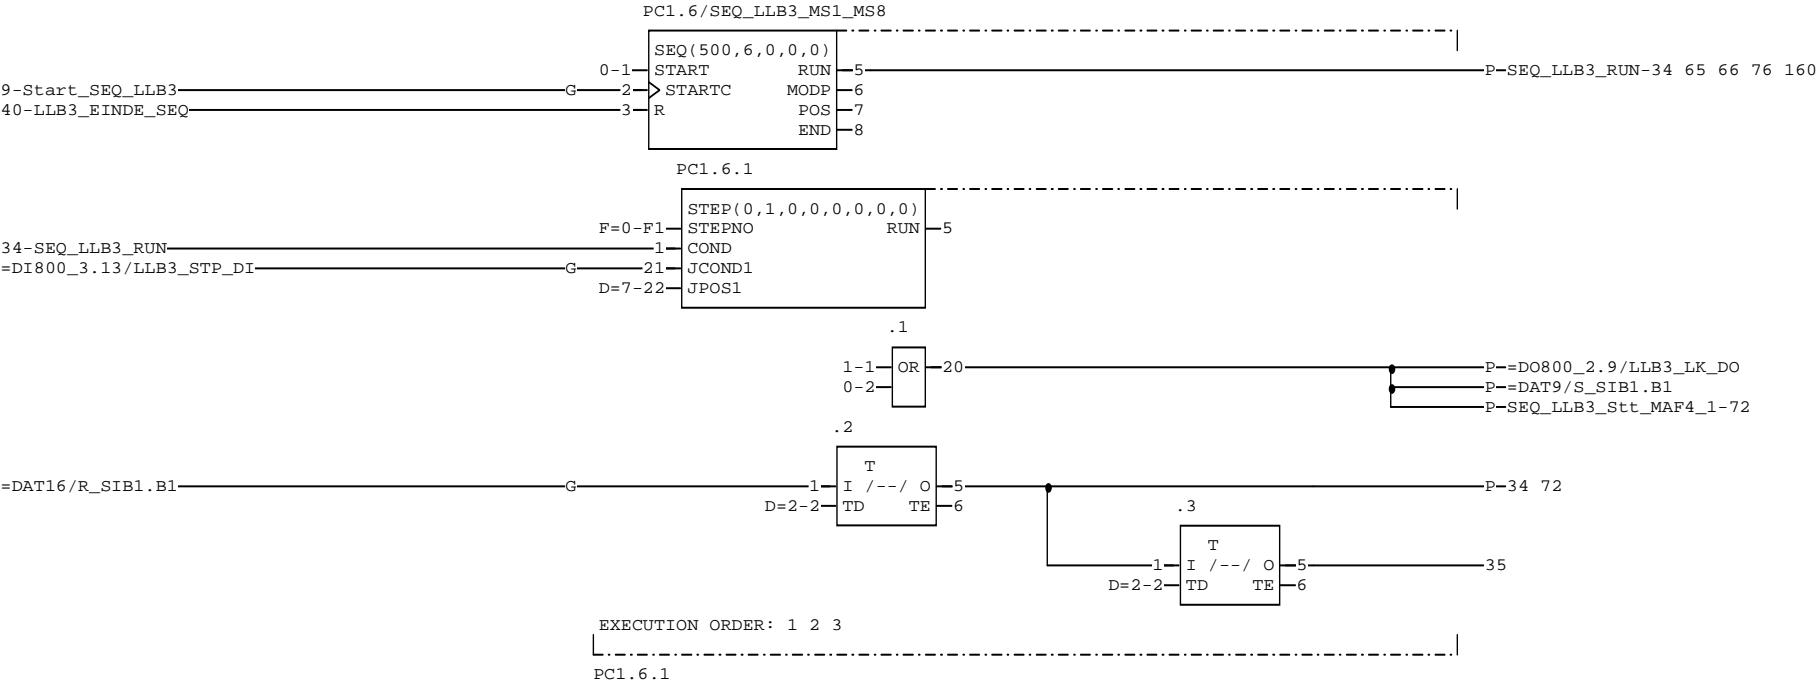 PC1.6/SEQ_LLB3_MS1_MS8
SEQ(500,6,0,0,0)
0-1 START RUN 5 P-SEQ_LLB3_RUN-34 65 66 76 160
9-Start_SEQ_LLB3 G 2 STARTC MODP 6
40-LLB3_EINDE_SEQ 3 R POS 7
END 8
PC1.6.1
STEP(0,1,0,0,0,0,0,0)
F=0-F1 STEPNO RUN 5
34-SEQ_LLB3_RUN 1 COND
=DI800_3.13/LLB3_STP_DI G 21 JCOND1
D=7-22 JPOS1
.1
1-1 OR 20 P-=DO800_2.9/LLB3_LK_DO
0-2 P-=DAT9/S_SIB1.B1
P-SEQ_LLB3_Stt_MAF4_1-72
.2
T
=DAT16/R_SIB1.B1 G 1 I /--/ O 5 P-34 72
D=2-2 TD TE 6
.3
T
1 I /--/ O 5 35
D=2-2 TD TE 6
EXECUTION ORDER: 1 2 3
PC1.6.1